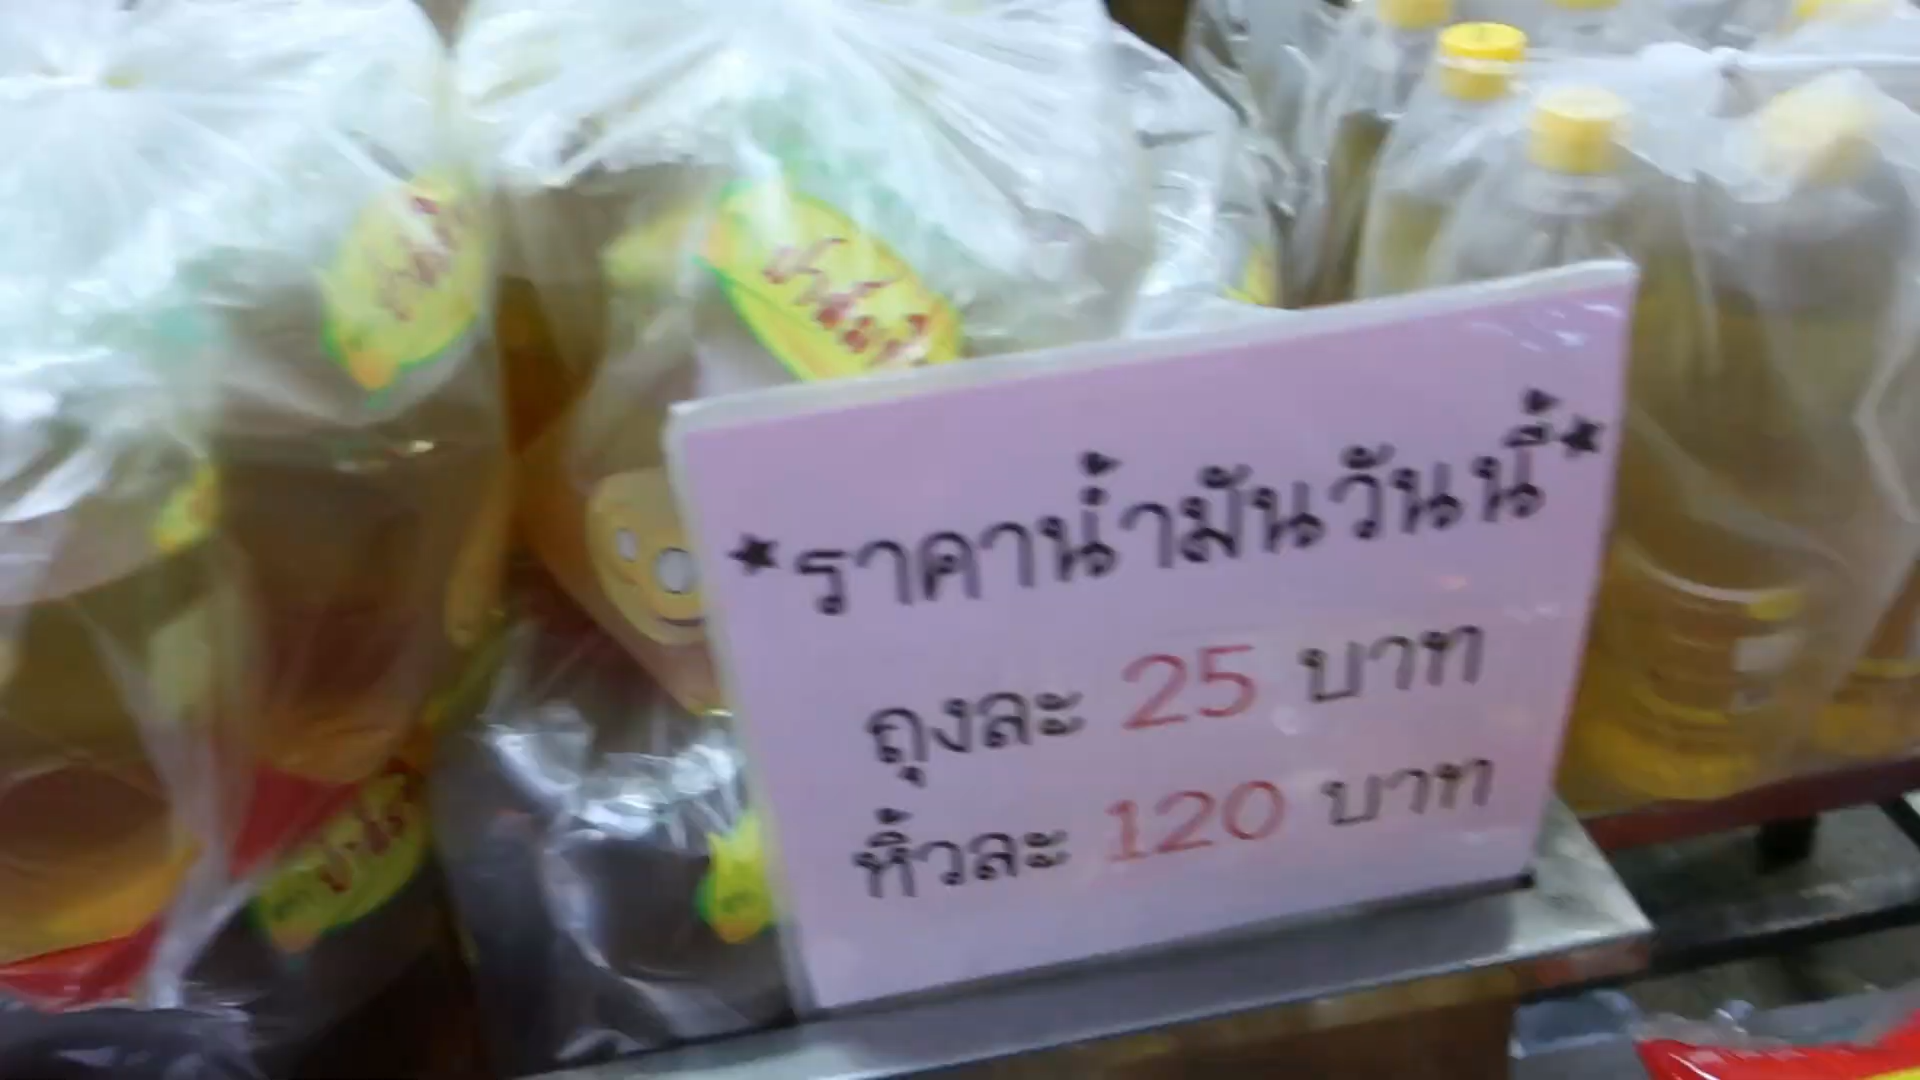 *ราคาน้ำมันวันนี้*
ถุงละ 25 บาท
หิ้วละ 120 บาท